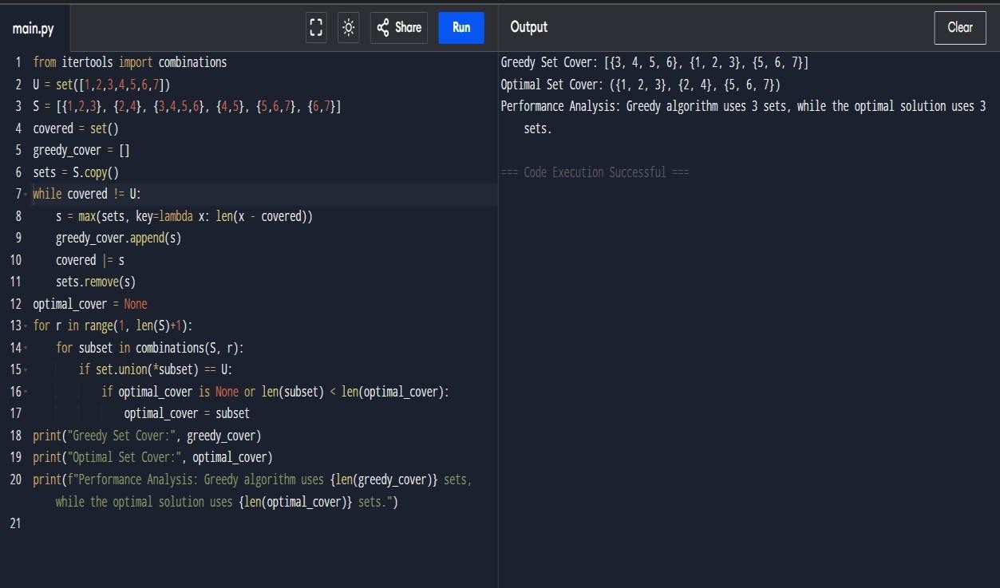 main.py
Share
Run
Output
Clear
1 from itertools import combinations
2 U = set([1,2,3,4,5,6,7])
3 S = [{1,2,3}, {2,4}, {3,4,5,6}, {4,5}, {5,6,7}, {6,7}]
4 covered = set()
5 greedy_cover = []
6 sets = S.copy()
7 while covered != U:
8     s = max(sets, key=lambda x: len(x - covered))
9     greedy_cover.append(s)
10     covered |= s
11     sets.remove(s)
12 optimal_cover = None
13 for r in range(1, len(S)+1):
14     for subset in combinations(S, r):
15         if set.union(*subset) == U:
16             if optimal_cover is None or len(subset) < len(optimal_cover):
17                 optimal_cover = subset
18 print("Greedy Set Cover:", greedy_cover)
19 print("Optimal Set Cover:", optimal_cover)
20 print(f"Performance Analysis: Greedy algorithm uses {len(greedy_cover)} sets,
while the optimal solution uses {len(optimal_cover)} sets.")
21
Greedy Set Cover: [{3, 4, 5, 6}, {1, 2, 3}, {5, 6, 7}]
Optimal Set Cover: ({1, 2, 3}, {2, 4}, {5, 6, 7})
Performance Analysis: Greedy algorithm uses 3 sets, while the optimal solution uses 3
sets.
=== Code Execution Successful ===